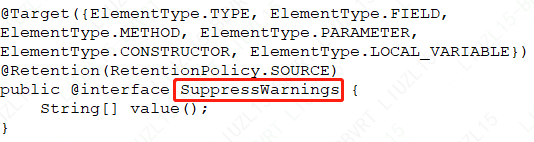 @Target({ElementType.TYPE, ElementType.FIELD,
ElementType.METHOD, ElementType.PARAMETER,
ElementType.CONSTRUCTOR, ElementType.LOCAL_VARIABLE})
@Retention(RetentionPolicy.SOURCE)
public @interface SuppressWarnings {
    String[] value();
}